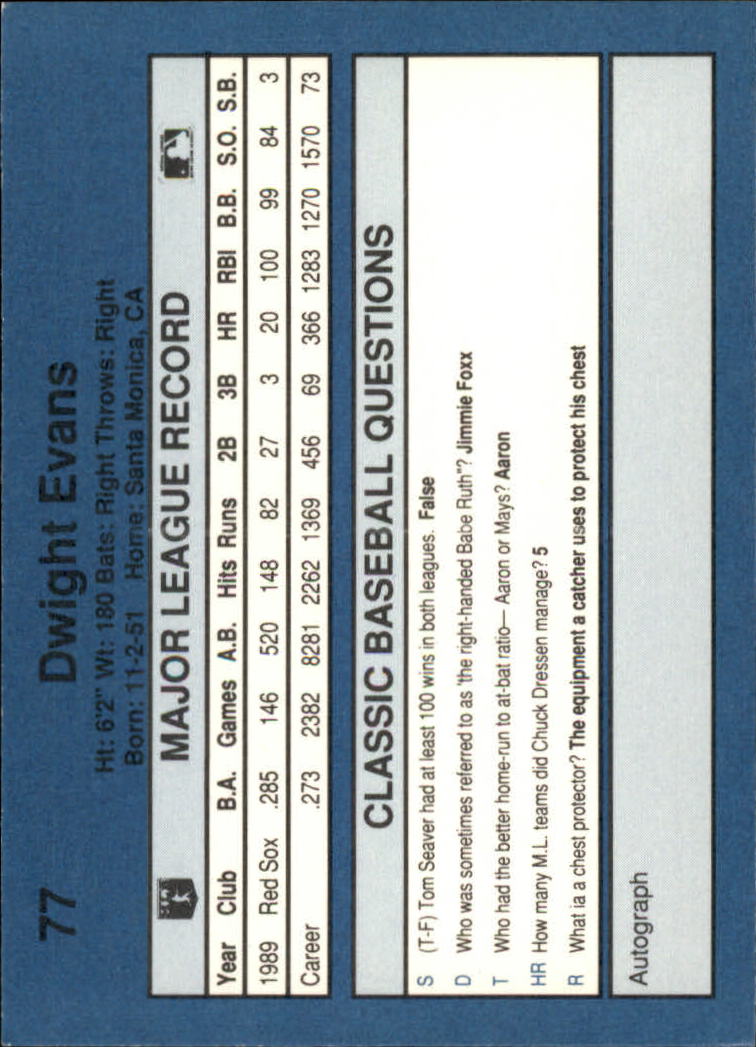 77 Dwight Evans
Ht: 6'2" Wt: 180 Bats: Right Throws: Right
Born: 11-2-51 Home: Santa Monica, CA
MAJOR LEAGUE RECORD
Year Club B.A. Games A.B. Hits Runs 2B 3B HR RBI B.B. S.O. S.B.
1989 Red Sox .285 146 520 148 82 27 3 20 100 99 84 3
Career .273 2382 8281 2262 1369 456 69 366 1283 1270 1570 73
CLASSIC BASEBALL QUESTIONS
S (T-F) Tom Seaver had at least 100 wins in both leagues. False
D Who was sometimes referred to as 'the right-handed Babe Ruth"? Jimmie Foxx
T Who had the better home-run to at-bat ratio— Aaron or Mays? Aaron
HR How many M.L. teams did Chuck Dressen manage? 5
R What ia a chest protector? The equipment a catcher uses to protect his chest
Autograph